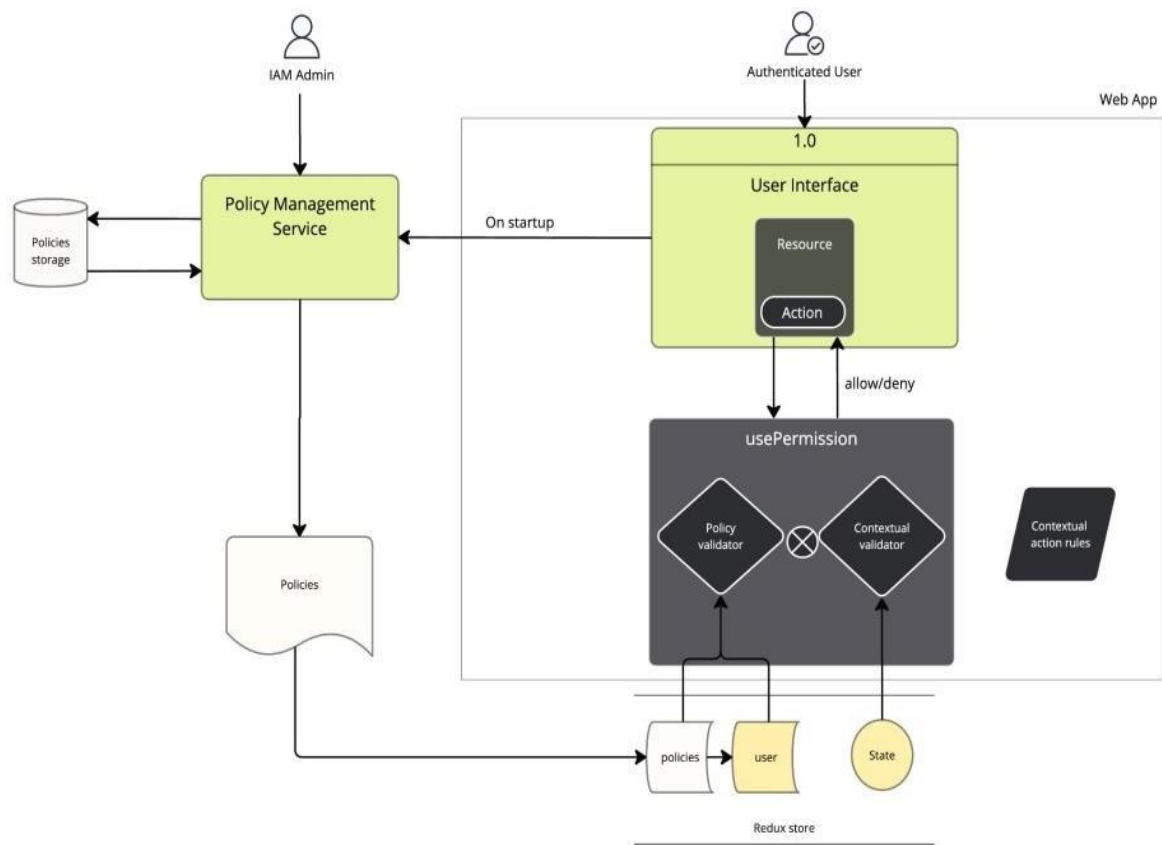 IAM Admin
Authenticated User
Web App
1.0
User Interface
Policy Management
Service
On startup
Policies
storage
Resource
Action
allow/deny
usePermission
Policy
validator
Contextual
validator
Contextual
action rules
Policies
policies
user
State
Redux store